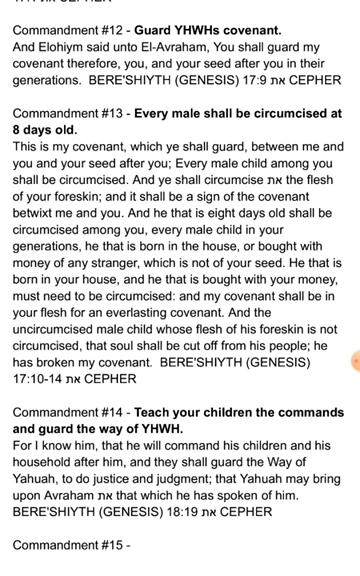 Commandment #12 - Guard YHWHs covenant.
And Elohiym said unto El-Avraham, You shall guard my
covenant therefore, you, and your seed after you in their
generations.  BERE'SHIYTH (GENESIS) 17:9 את CEPHER
Commandment #13 - Every male shall be circumcised at
8 days old.
This is my covenant, which ye shall guard, between me and
you and your seed after you; Every male child among you
shall be circumcised. And ye shall circumcise את the flesh
of your foreskin; and it shall be a sign of the covenant
betwixt me and you. And he that is eight days old shall be
circumcised among you, every male child in your
generations, he that is born in the house, or bought with
money of any stranger, which is not of your seed. He that is
born in your house, and he that is bought with your money,
must need to be circumcised: and my covenant shall be in
your flesh for an everlasting covenant. And the
uncircumcised male child whose flesh of his foreskin is not
circumcised, that soul shall be cut off from his people; he
has broken my covenant.  BERE'SHIYTH (GENESIS)
17:10-14 את CEPHER
Commandment #14 - Teach your children the commands
and guard the way of YHWH.
For I know him, that he will command his children and his
household after him, and they shall guard the Way of
Yahuah, to do justice and judgment; that Yahuah may bring
upon Avraham את that which he has spoken of him.
BERE'SHIYTH (GENESIS) 18:19 את CEPHER
Commandment #15 -